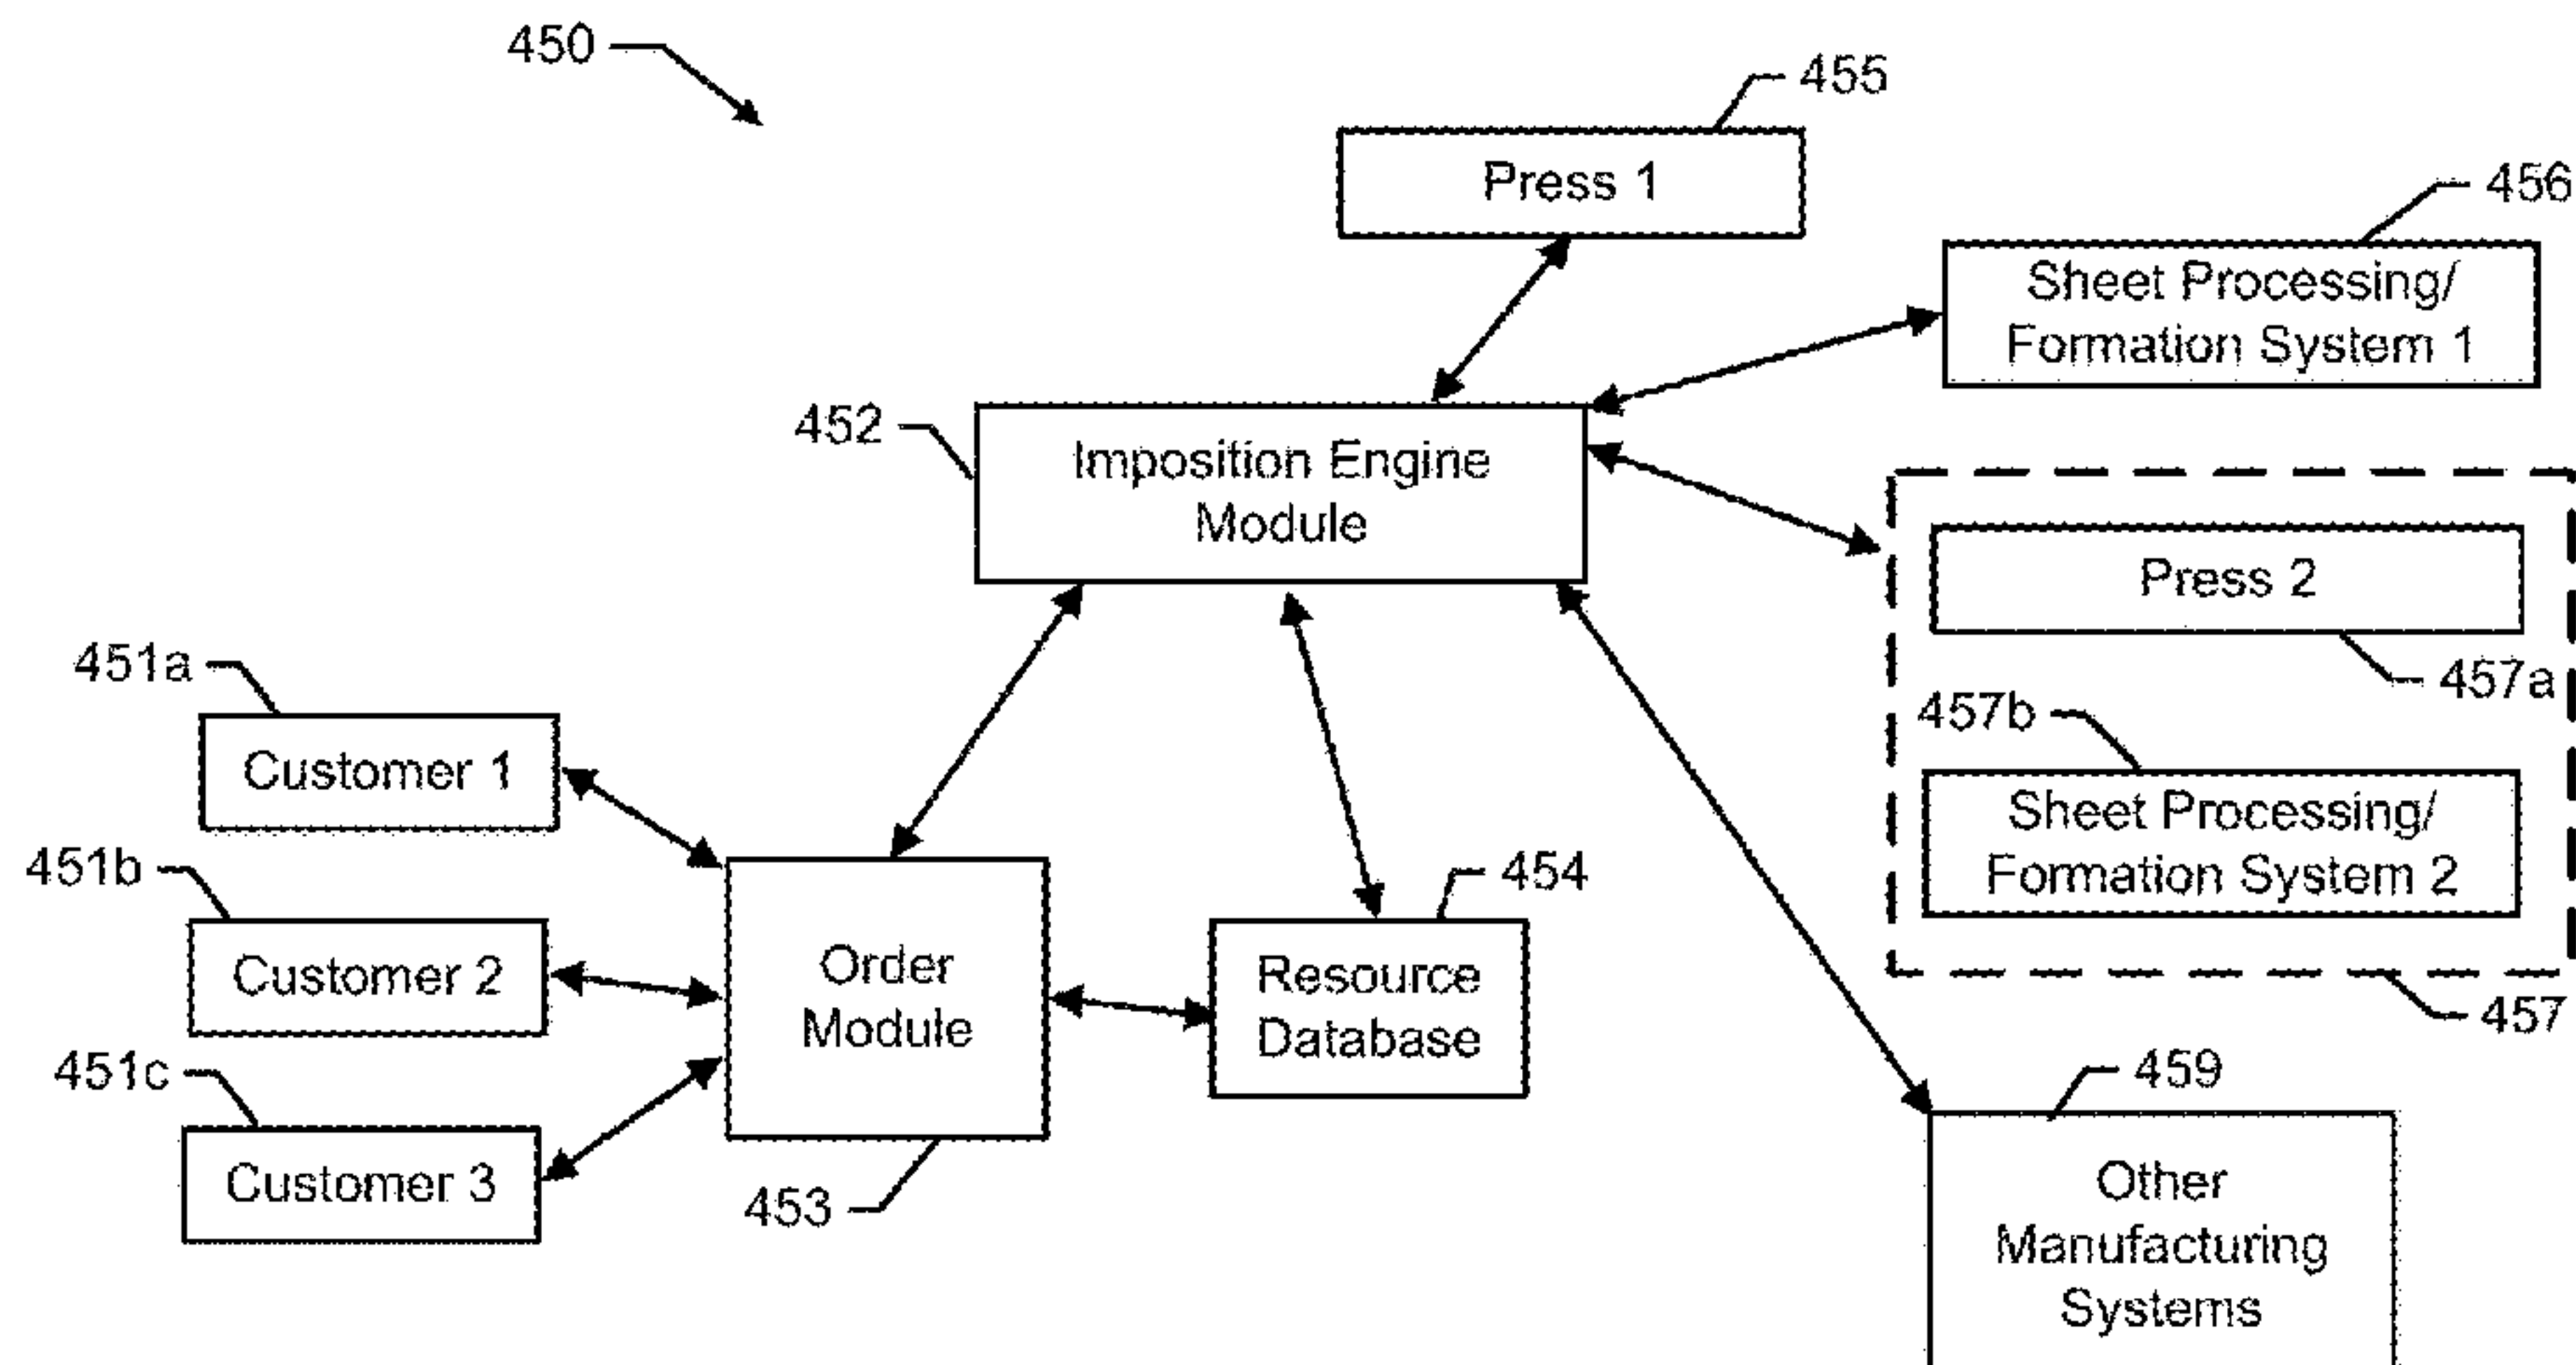 450
455
Press 1
456
Sheet Processing/
Formation System 1
452
Imposition Engine
Module
Press 2
457a
451a
457b
Customer 1
Sheet Processing/
Formation System 2
451b
454
Customer 2
Order
Module
Resource
Database
457
451c
459
Customer 3
453
Other
Manufacturing
Systems